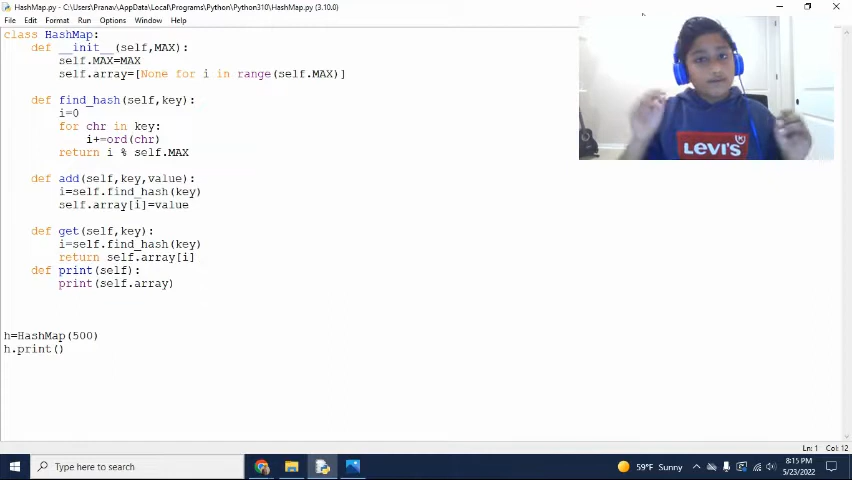 HashMap.py - C:\Users\Pranav\AppData\Local\Programs\Python\Python310\HashMap.py (3.10.0)
File Edit Format Run Options Window Help
class HashMap:
def __init__(self,MAX):
self.MAX=MAX
self.array=[None for i in range(self.MAX)]
def find_hash(self,key):
i=0
for chr in key:
i+=ord(chr)
return i % self.MAX
def add(self,key,value):
i=self.find_hash(key)
self.array[i]=value
def get(self,key):
i=self.find_hash(key)
return self.array[i]
def print(self):
print(self.array)
h=HashMap(500)
h.print()
LEVI'S
Ln: 1 Col: 12
Type here to search
59°F Sunny
8:15 PM
5/23/2022